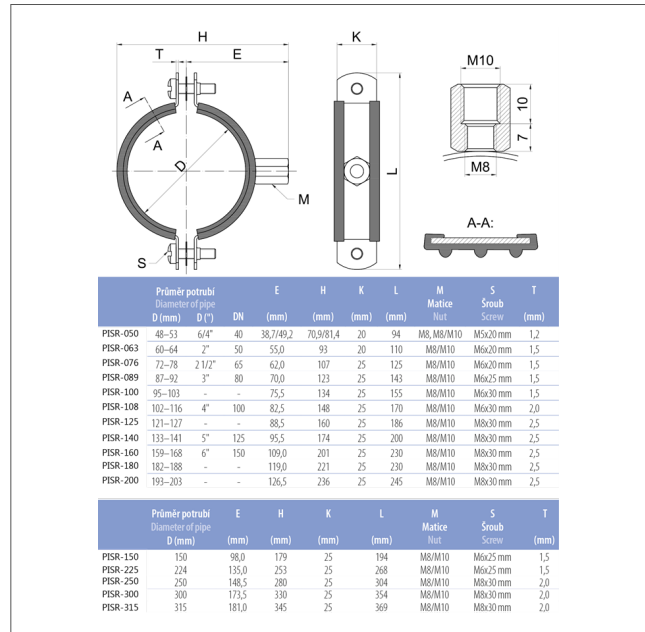 H
K
T
E
M10
A
A
D
10
7
L
M8
M
S
A-A:
Průměr potrubí E H K L M S T
Diameter of pipe Matice Šroub
D (mm) D (") DN (mm) (mm) (mm) (mm) Nut Screw (mm)
PISR-050 48–53 6/4" 40 38,7/49,2 70,9/81,4 20 94 M8, M8/M10 M5x20 mm 1,2
PISR-063 60–64 2" 50 55,0 93 20 110 M8/M10 M6x20 mm 1,5
PISR-076 72–78 2 1/2" 65 62,0 107 25 125 M8/M10 M6x20 mm 1,5
PISR-089 87–92 3" 80 70,0 123 25 143 M8/M10 M6x25 mm 1,5
PISR-100 95–103 - - 75,5 134 25 155 M8/M10 M6x30 mm 1,5
PISR-108 102–116 4" 100 82,5 148 25 170 M8/M10 M6x30 mm 2,0
PISR-125 121–127 - - 88,5 160 25 186 M8/M10 M8x30 mm 2,5
PISR-140 133–141 5" 125 95,5 174 25 200 M8/M10 M8x30 mm 2,5
PISR-160 159–168 6" 150 109,0 201 25 230 M8/M10 M8x30 mm 2,5
PISR-180 182–188 - - 119,0 221 25 230 M8/M10 M8x30 mm 2,5
PISR-200 193–203 - - 126,5 236 25 245 M8/M10 M8x30 mm 2,5
Průměr potrubí E H K L M S T
Diameter of pipe Matice Šroub
D (mm) (mm) (mm) (mm) (mm) Nut Screw (mm)
PISR-150 150 98,0 179 25 194 M8/M10 M6x25 mm 1,5
PISR-225 224 135,0 253 25 268 M8/M10 M6x25 mm 1,5
PISR-250 250 148,5 280 25 304 M8/M10 M8x30 mm 2,0
PISR-300 300 173,5 330 25 354 M8/M10 M8x30 mm 2,0
PISR-315 315 181,0 345 25 369 M8/M10 M8x30 mm 2,0